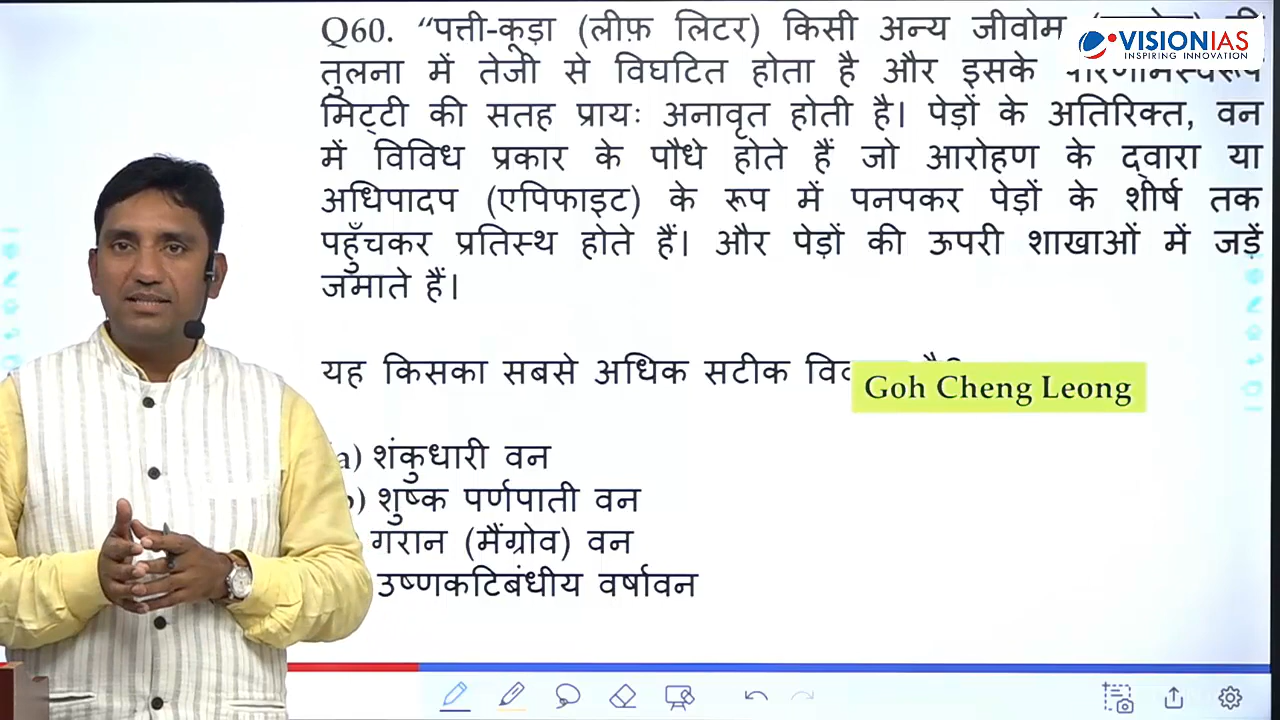 Q60. “पत्ती-कूड़ा (लीफ़ लिटर) किसी अन्य जीवोम
VISIONIAS
INSPIRING INNOVATION
तुलना में तेजी से विघटित होता है और इसके
मिट्टी की सतह प्रायः अनावृत होती है। पेड़ों के अतिरिक्त, वन
में विविध प्रकार के पौधे होते हैं जो आरोहण के द्वारा या
अधिपादप (एपिफाइट) के रूप में पनपकर पेड़ों के शीर्ष तक
पहुँचकर प्रतिस्थ होते हैं। और पेड़ों की ऊपरी शाखाओं में जड़ें
जमाते हैं।
यह किसका सबसे अधिक सटीक
Goh Cheng Leong
a) शंकुधारी वन
) शुष्क पर्णपाती वन
गरान (मैंग्रोव) वन
उष्णकटिबंधीय वर्षावन